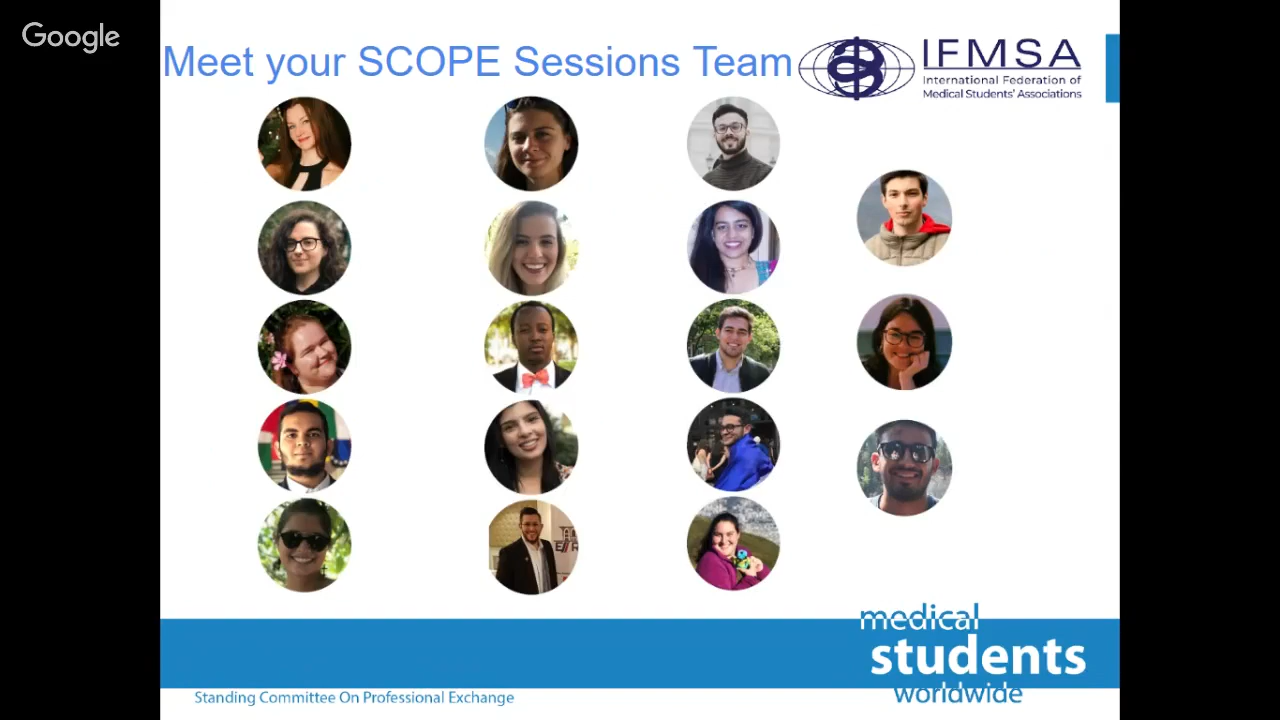 Google
Meet your SCOPE Sessions Team
IFMSA
International Federation of
Medical Students' Associations
medical
students
worldwide
Standing Committee On Professional Exchange